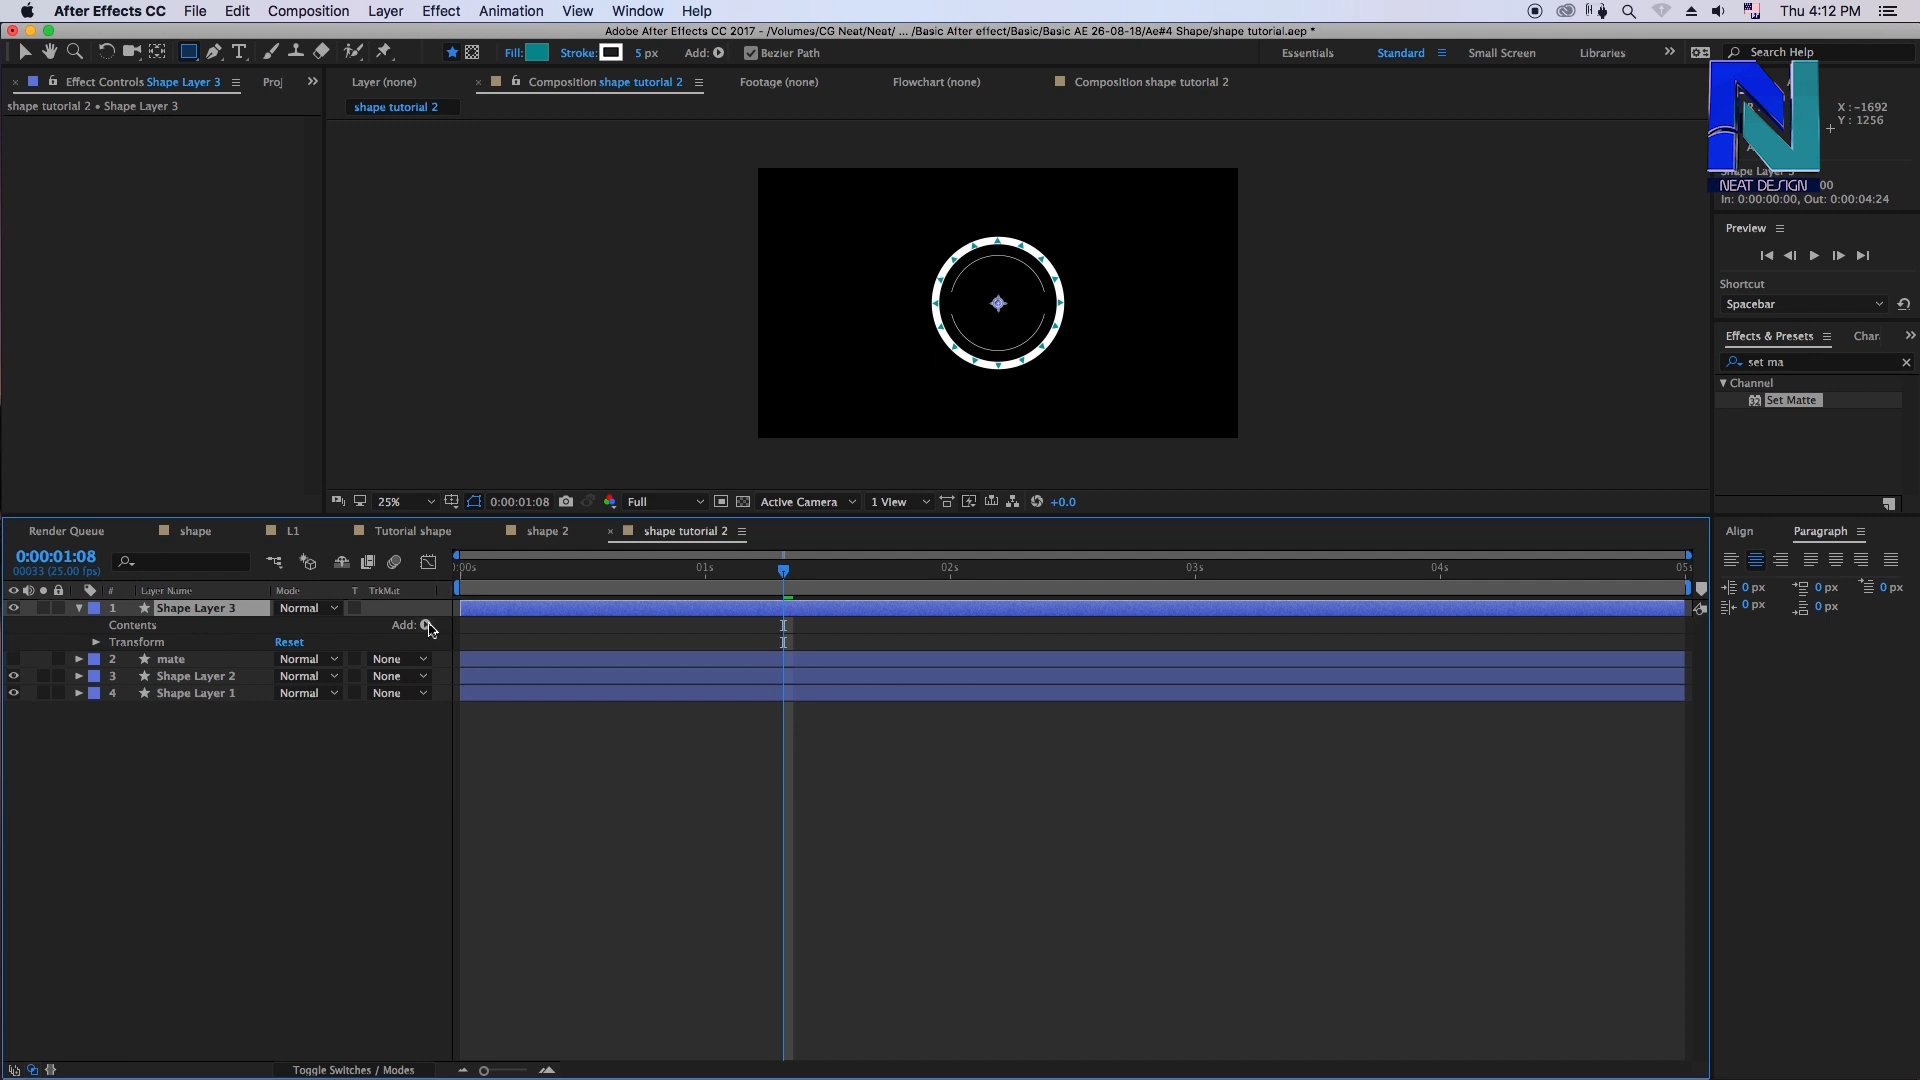 After Effects CC File Edit Composition Layer Effect Animation View Window Help Thu 4:12 PM
Adobe After Effects CC 2017 - /Volumes/CG Neat/Neat/ ... /Basic After effect/Basic/Basic AE 26-08-18/Ae#4 Shape/shape tutorial.aep *
Fill: Stroke: 5 px Add: Bezier Path Essentials Standard Small Screen Libraries Search Help
Effect Controls Shape Layer 3 Proj Layer (none) Composition shape tutorial 2 Footage (none) Flowchart (none) Composition shape tutorial 2
shape tutorial 2 • Shape Layer 3 shape tutorial 2
X : -1692
Y : 1256
Shape Layer 3
NEAT DESIGN
00
In: 0:00:00:00, Out: 0:00:04:24
Preview
Shortcut
Spacebar
Effects & Presets Char
set ma
Channel
32 Set Matte
25% 0:00:01:08 Full Active Camera 1 View +0.0
Render Queue shape L1 Tutorial shape shape 2 shape tutorial 2
0:00:01:08
00033 (25.00 fps)
):00s 01s 02s 03s 04s 05s
# Layer Name Mode T TrkMat
1 Shape Layer 3 Normal
Contents Add:
Transform Reset
2 mate Normal None
3 Shape Layer 2 Normal None
4 Shape Layer 1 Normal None
Toggle Switches / Modes
Align Paragraph
0 px 0 px 0 px
0 px 0 px